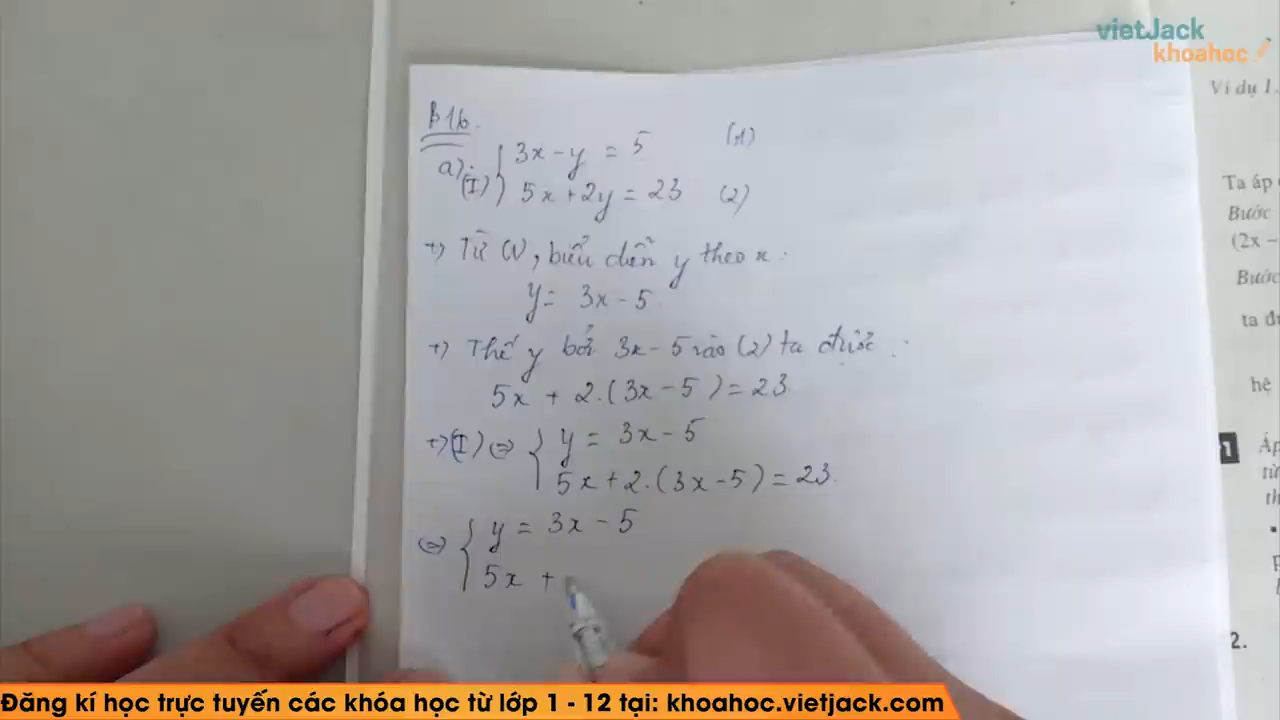 vietJack
khoahoc
B16.
a) (I) { 3x - y = 5 (1)
5x + 2y = 23 (2)
+) Từ (1), biểu diễn y theo x:
y = 3x - 5
+) Thế y bởi 3x - 5 vào (2) ta được:
5x + 2.(3x - 5) = 23
+) (I) ⇔ { y = 3x - 5
5x + 2.(3x - 5) = 23
⇔ { y = 3x - 5
5x +
Ví dụ 1.
Ta áp
Bước
(2x -
Bước
ta đ
hệ
1 Áp
từ
th
2.
Đăng kí học trực tuyến các khóa học từ lớp 1 - 12 tại: khoahoc.vietjack.com